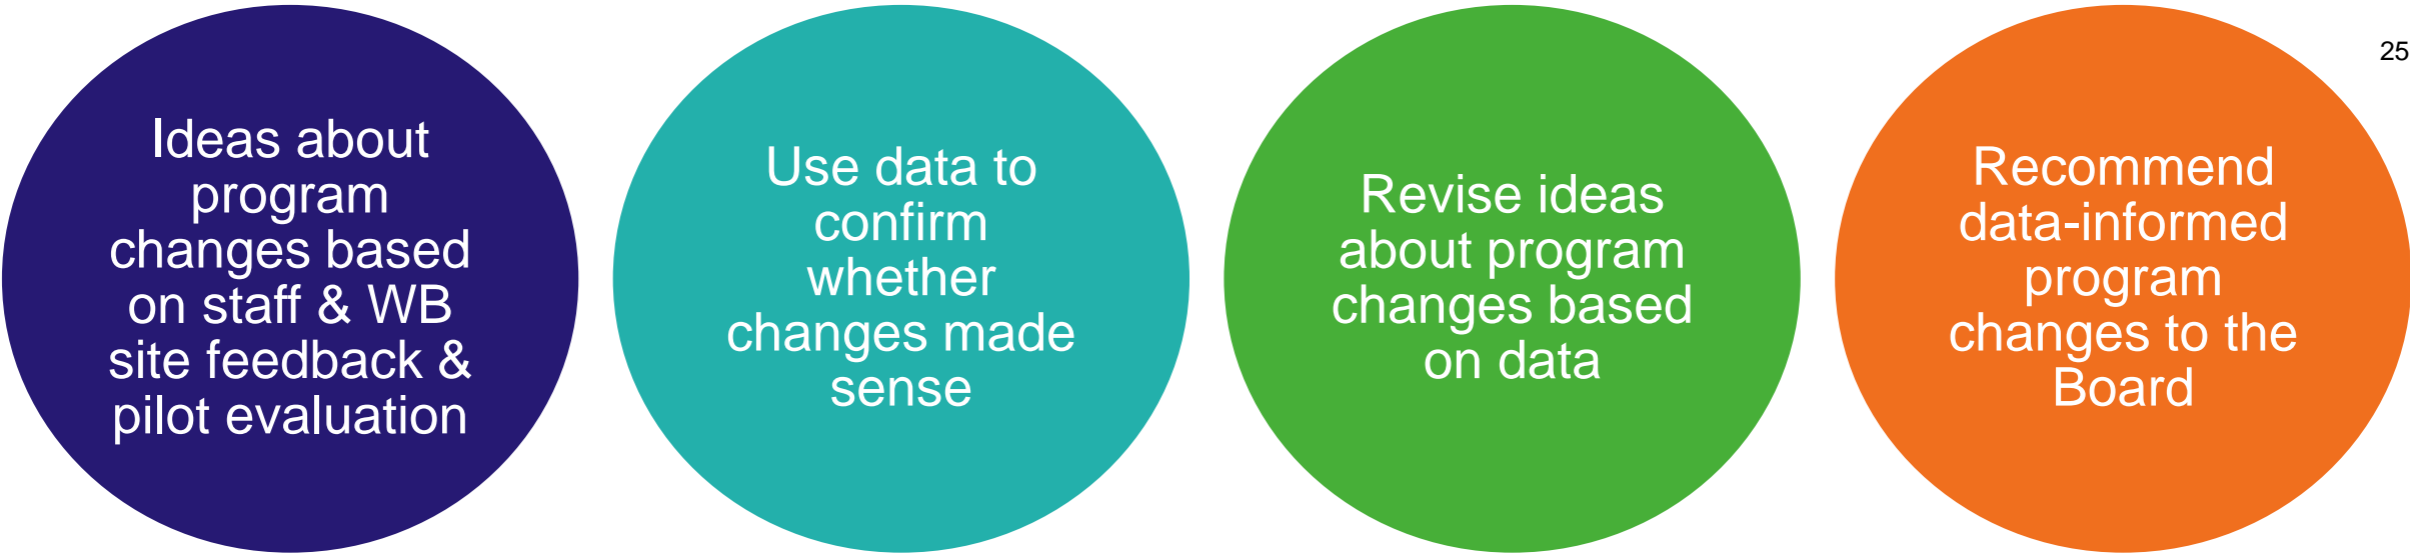 Ideas about
program
changes based
on staff & WB
site feedback &
pilot evaluation
Use data to
confirm
whether
changes made
sense
Revise ideas
about program
changes based
on data
Recommend
data-informed
program
changes to the
Board
25